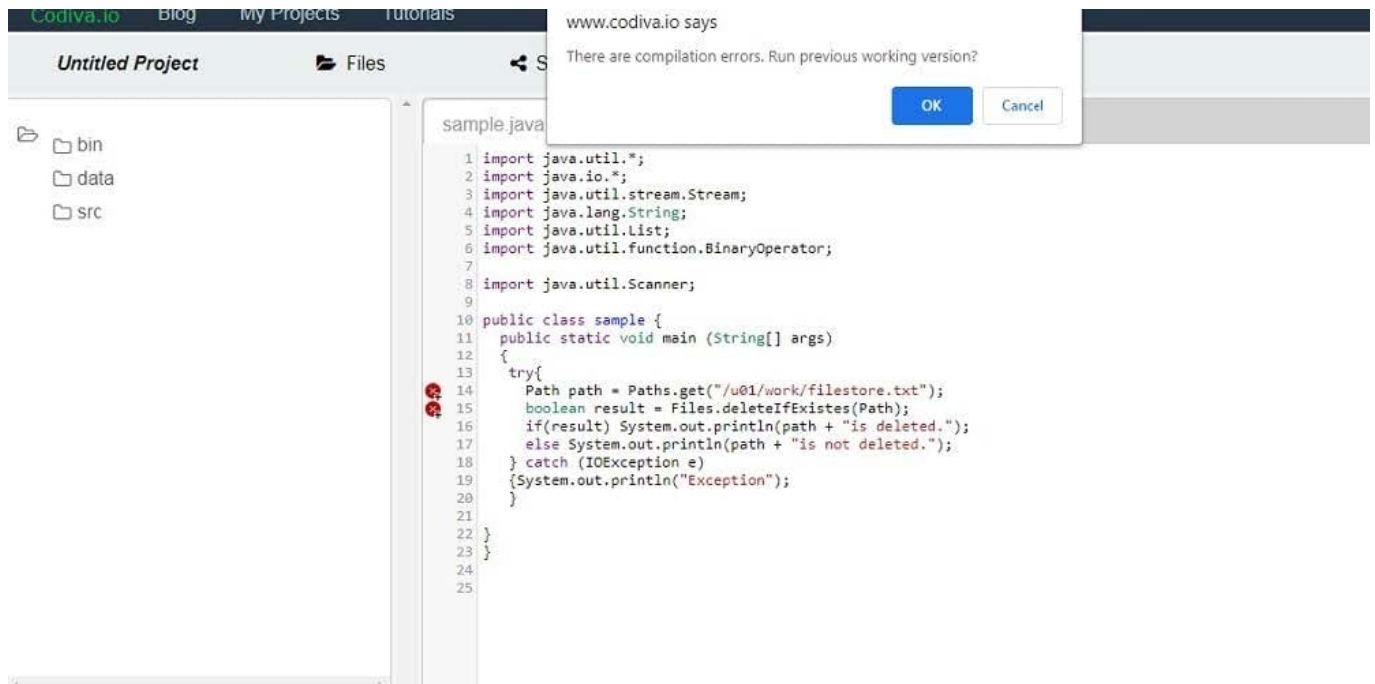 Codiva.io Blog My Projects Tutorials
www.codiva.io says
There are compilation errors. Run previous working version?
OK Cancel
Untitled Project Files S
bin
data
src
sample.java
1 import java.util.*;
2 import java.io.*;
3 import java.util.stream.Stream;
4 import java.lang.String;
5 import java.util.List;
6 import java.util.function.BinaryOperator;
7
8 import java.util.Scanner;
9
10 public class sample {
11 public static void main (String[] args)
12 {
13 try{
14 Path path = Paths.get("/u01/work/filestore.txt");
15 boolean result = Files.deleteIfExistes(Path);
16 if(result) System.out.println(path + "is deleted.");
17 else System.out.println(path + "is not deleted.");
18 } catch (IOException e)
19 {System.out.println("Exception");
20 }
21
22 }
23 }
24
25